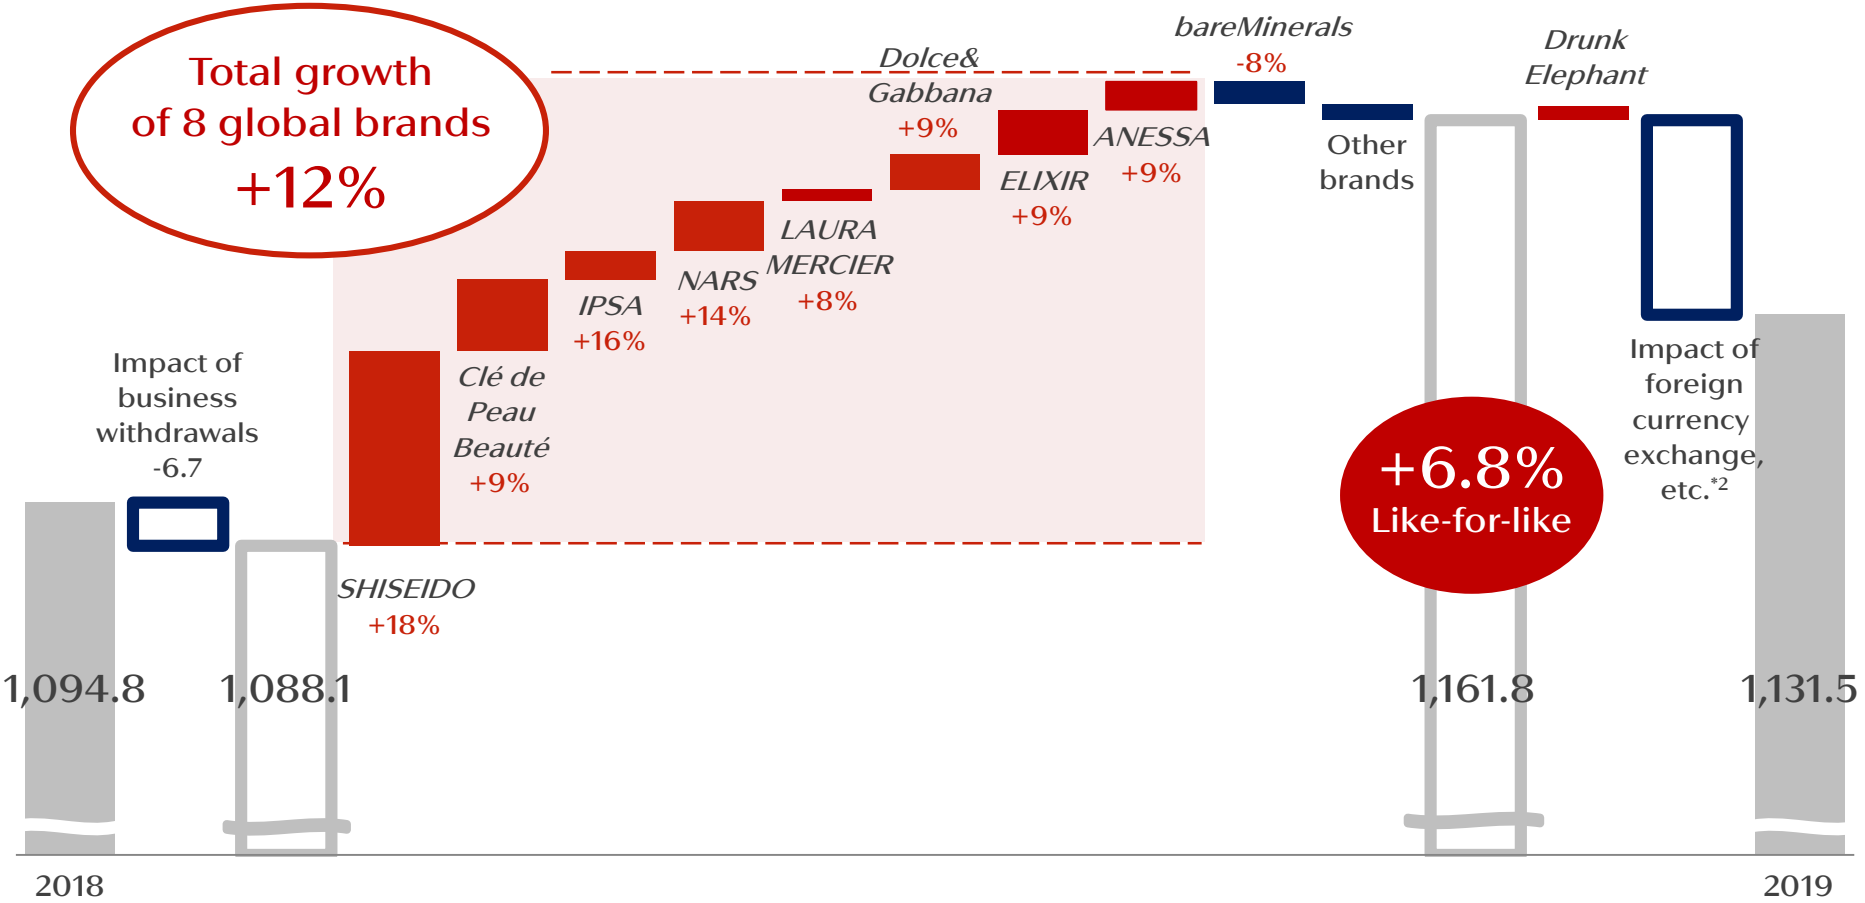 Total growth
of 8 global brands
+12%
Impact of
business
withdrawals
-6.7
SHISEIDO
+18%
Clé de
Peau
Beauté
+9%
IPSA
+16%
NARS
+14%
LAURA
MERCIER
+8%
Dolce&
Gabbana
+9%
ELIXIR
+9%
ANESSA
+9%
bareMinerals
-8%
Other
brands
+6.8%
Like-for-like
Drunk
Elephant
Impact of
foreign
currency
exchange,
etc.*2
1,094.8
1,088.1
1,161.8
1,131.5
2018
2019